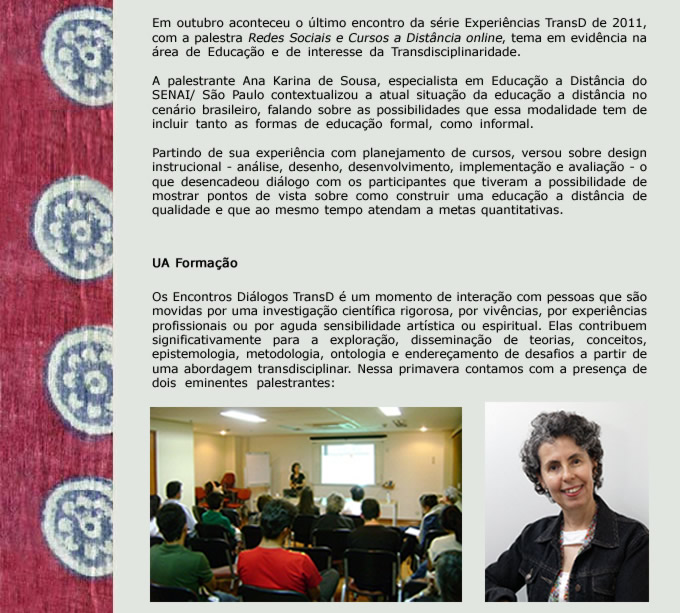 Em outubro aconteceu o último encontro da série Experiências TransD de 2011,
com a palestra Redes Sociais e Cursos a Distância online, tema em evidência na
área de Educação e de interesse da Transdisciplinaridade.
A palestrante Ana Karina de Sousa, especialista em Educação a Distância do
SENAI/ São Paulo contextualizou a atual situação da educação a distância no
cenário brasileiro, falando sobre as possibilidades que essa modalidade tem de
incluir tanto as formas de educação formal, como informal.
Partindo de sua experiência com planejamento de cursos, versou sobre design
instrucional - análise, desenho, desenvolvimento, implementação e avaliação - o
que desencadeou diálogo com os participantes que tiveram a possibilidade de
mostrar pontos de vista sobre como construir uma educação a distância de
qualidade e que ao mesmo tempo atendam a metas quantitativas.
UA Formação
Os Encontros Diálogos TransD é um momento de interação com pessoas que são
movidas por uma investigação científica rigorosa, por vivências, por experiências
profissionais ou por aguda sensibilidade artística ou espiritual. Elas contribuem
significativamente para a exploração, disseminação de teorias, conceitos,
epistemologia, metodologia, ontologia e endereçamento de desafios a partir de
uma abordagem transdisciplinar. Nessa primavera contamos com a presença de
dois eminentes palestrantes: